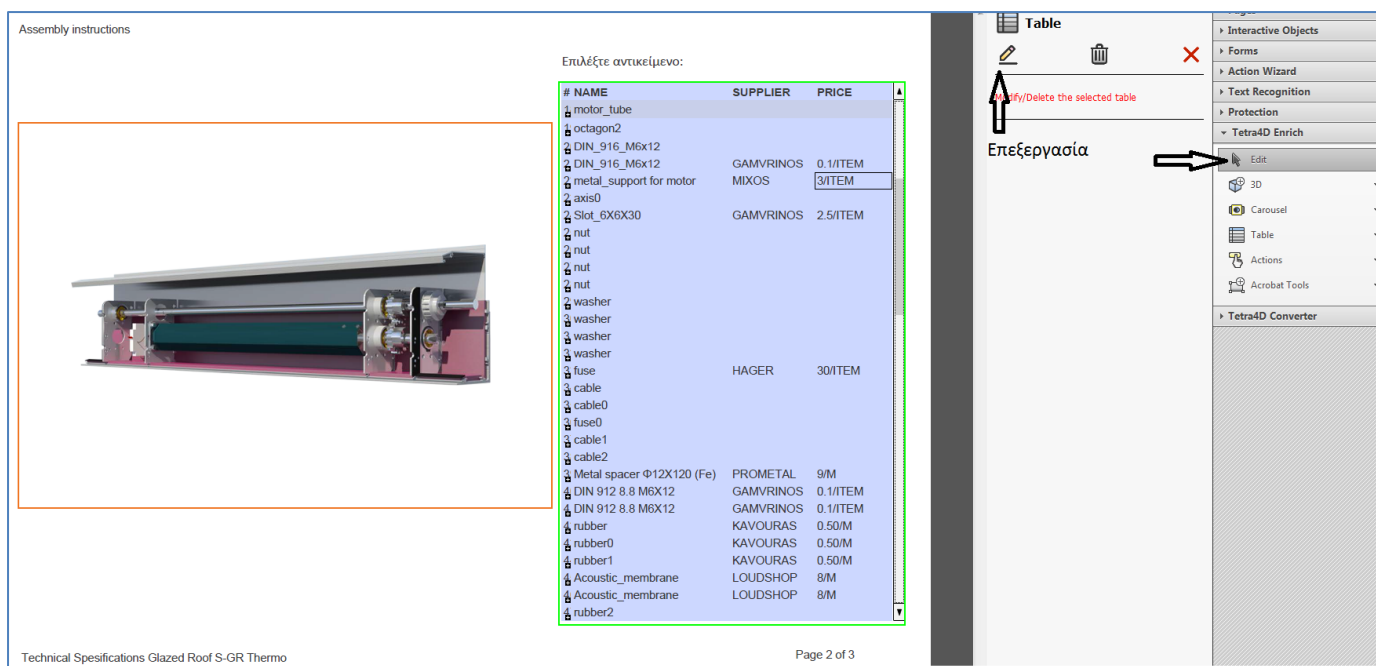 Assembly instructions
Επιλέξτε αντικείμενο:
# NAME SUPPLIER PRICE
1 motor_tube
1 octagon2
2 DIN_916_M6x12
2 DIN_916_M6x12 GAMVRINOS 0.1/ITEM
2 metal_support for motor MIXOS 3/ITEM
2 axis0
2 Slot_6X6X30 GAMVRINOS 2.5/ITEM
2 nut
2 nut
2 nut
2 nut
2 washer
3 washer
3 washer
3 washer
3 fuse HAGER 30/ITEM
3 cable
3 cable0
3 fuse0
3 cable1
3 cable2
3 Metal spacer Φ12X120 (Fe) PROMETAL 9/M
4 DIN 912 8.8 M6X12 GAMVRINOS 0.1/ITEM
4 DIN 912 8.8 M6X12 GAMVRINOS 0.1/ITEM
4 rubber KAVOURAS 0.50/M
4 rubber0 KAVOURAS 0.50/M
4 rubber1 KAVOURAS 0.50/M
4 Acoustic_membrane LOUDSHOP 8/M
4 Acoustic_membrane LOUDSHOP 8/M
4 rubber2
Technical Spesifications Glazed Roof S-GR Thermo
Page 2 of 3
Table
Modify/Delete the selected table
Επεξεργασία
Interactive Objects
Forms
Action Wizard
Text Recognition
Protection
Tetra4D Enrich
Edit
3D
Carousel
Table
Actions
Acrobat Tools
Tetra4D Converter